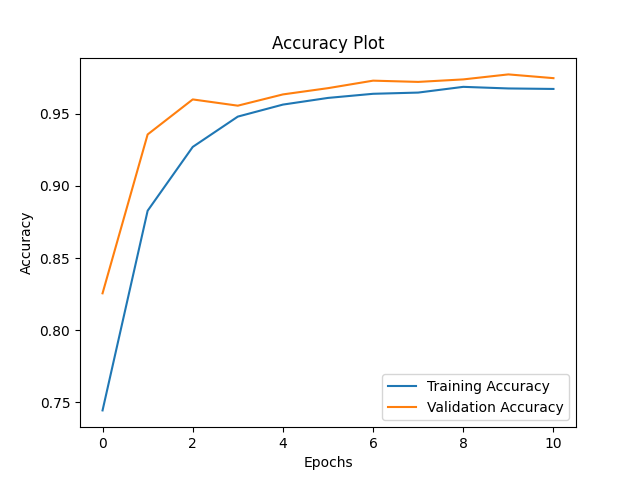 Accuracy Plot
0.95
0.90
0.85
0.80
0.75
Accuracy
Training Accuracy
Validation Accuracy
0 2 4 6 8 10
Epochs